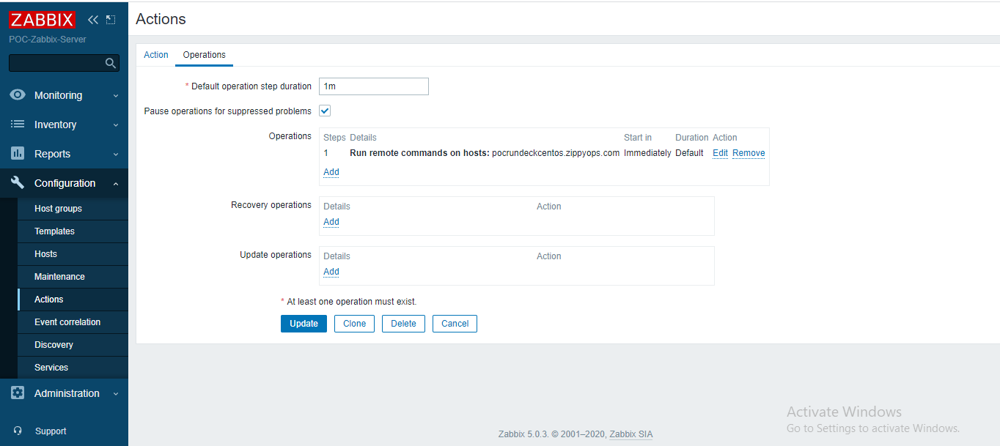 ZABBIX
POC-Zabbix-Server
Monitoring
Inventory
Reports
Configuration
Host groups
Templates
Hosts
Maintenance
Actions
Event correlation
Discovery
Services
Administration
Support
Actions
Action Operations
* Default operation step duration 1m
Pause operations for suppressed problems
Operations
Steps Details Start in Duration Action
1 Run remote commands on hosts: pocrundeckcentos.zippyops.com Immediately Default Edit Remove
Add
Recovery operations
Details Action
Add
Update operations
Details Action
Add
* At least one operation must exist.
Update Clone Delete Cancel
Activate Windows
Go to Settings to activate Windows.
Zabbix 5.0.3. © 2001–2020, Zabbix SIA